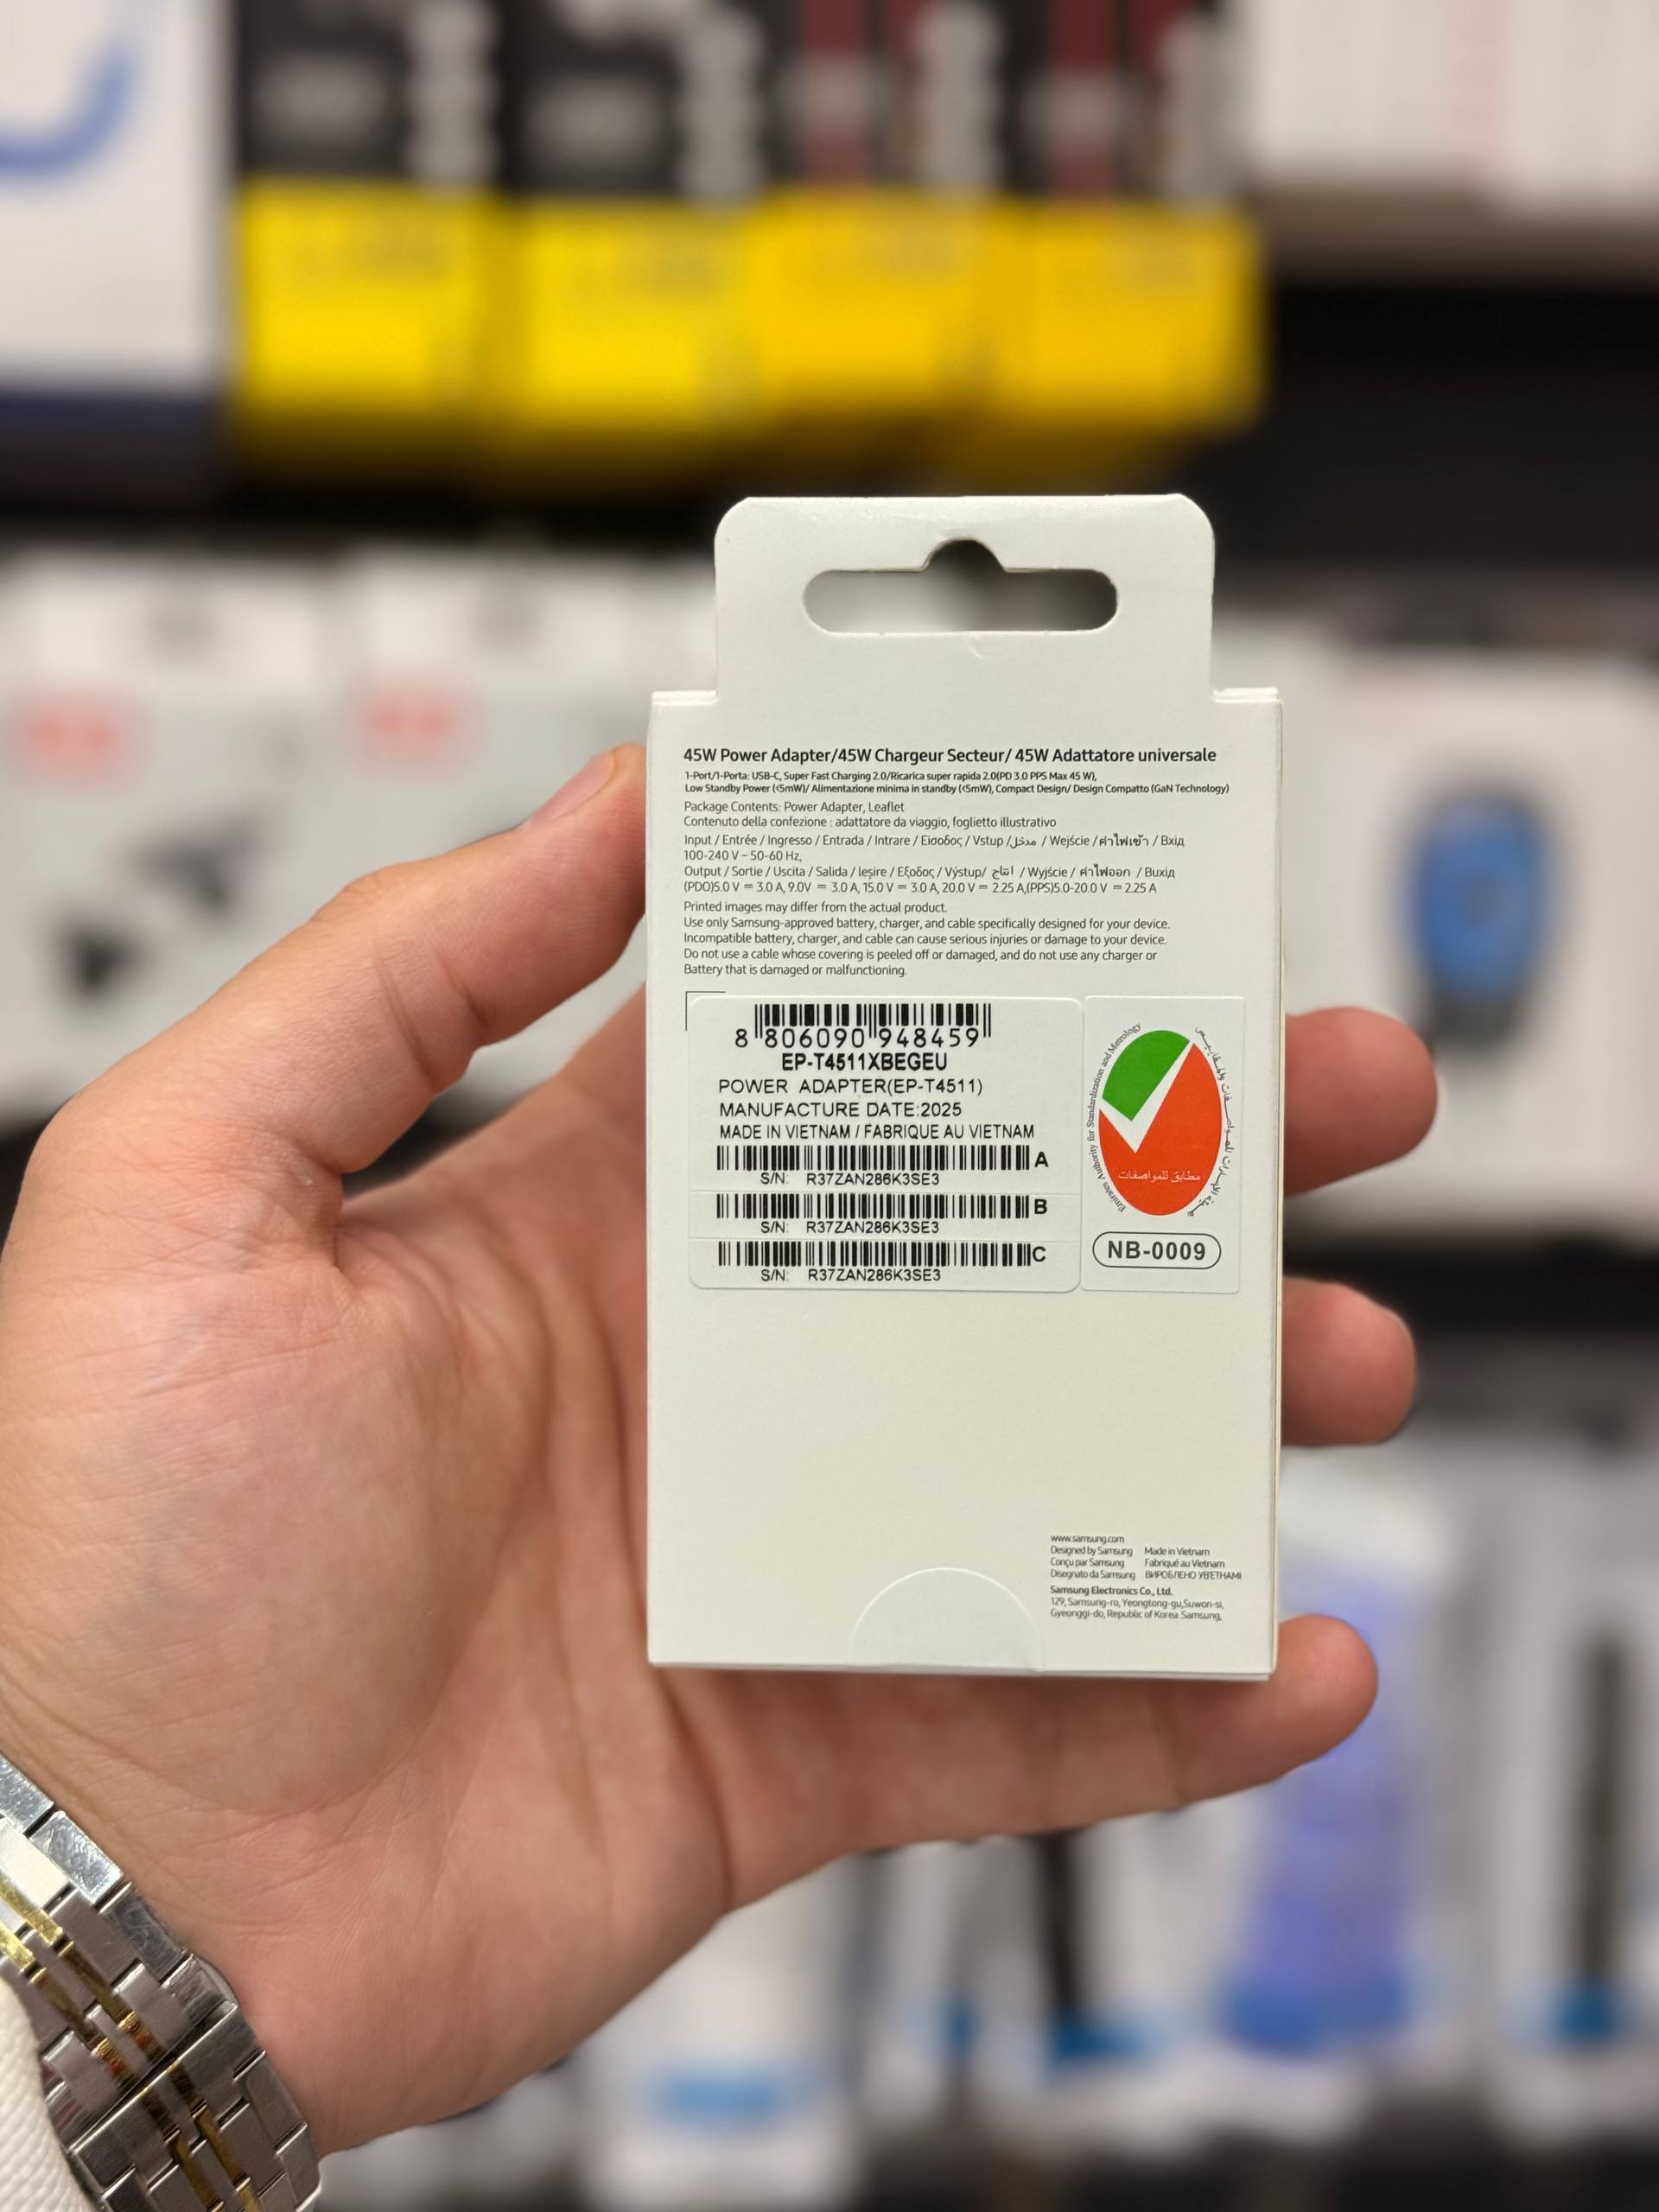 45W Power Adapter/45W Chargeur Secteur/ 45W Adattatore universale
1-Port/1-Porta: USB-C, Super Fast Charging 2.0/Ricarica super rapida 2.0(PD 3.0 PPS Max 45 W),
Low Standby Power (<5mW)/ Alimentazione minima in standby (<5mW), Compact Design/ Design Compatto (GaN Technology)
Package Contents: Power Adapter, Leaflet
Contenuto della confezione : adattatore da viaggio, foglietto illustrativo
Input / Entrée / Ingresso / Entrada / Intrare / Είσοδος / Vstup / مدخل / Wejście / ค่าไฟเข้า / Вхід
100-240 V ~ 50-60 Hz,
Output / Sortie / Uscita / Salida / Ieşire / Εξοδος / Výstup/ انتاج / Wyjście / ค่าไฟออก / Вихід
(PDO)5.0 V ⎓ 3.0 A, 9.0V ⎓ 3.0 A, 15.0 V ⎓ 3.0 A, 20.0 V ⎓ 2.25 A,(PPS)5.0-20.0 V ⎓ 2.25 A
Printed images may differ from the actual product.
Use only Samsung-approved battery, charger, and cable specifically designed for your device.
Incompatible battery, charger, and cable can cause serious injuries or damage to your device.
Do not use a cable whose covering is peeled off or damaged, and do not use any charger or
Battery that is damaged or malfunctioning.
8 806090 948459
EP-T4511XBEGEU
POWER ADAPTER(EP-T4511)
MANUFACTURE DATE:2025
MADE IN VIETNAM / FABRIQUE AU VIETNAM
A
S/N: R37ZAN286K3SE3
B
S/N: R37ZAN286K3SE3
C
S/N: R37ZAN286K3SE3
Emirates Authority for Standardization and Metrology
مطابق للمواصفات
NB-0009
www.samsung.com
Designed by Samsung Made in Vietnam
Conçu par Samsung Fabriqué au Vietnam
Disegnato da Samsung ВИРОБЛЕНО У В'ЄТНАМІ
Samsung Electronics Co., Ltd.
129, Samsung-ro, Yeongtong-gu,Suwon-si,
Gyeonggi-do, Republic of Korea Samsung,